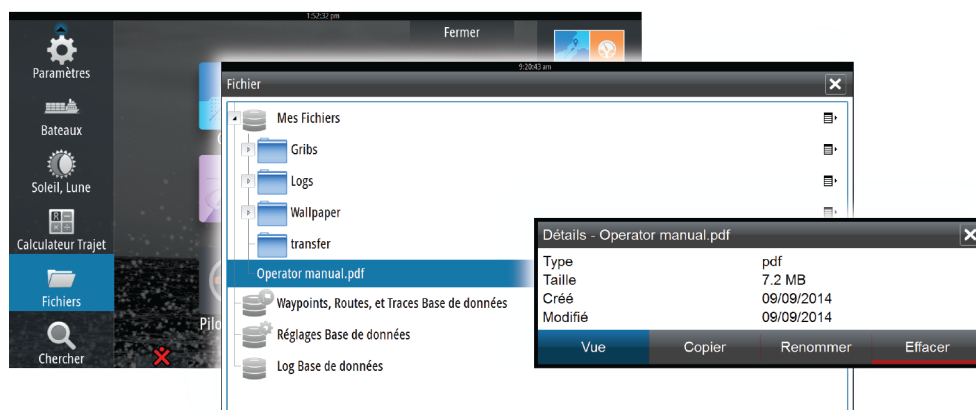 1:52:32 pm
Fermer
Paramètres
Bateaux
Soleil, Lune
Calculateur Trajet
Fichiers
Chercher
9:20:43 am
Fichier
Mes Fichiers
Gribs
Logs
Wallpaper
transfer
Operator manual.pdf
Waypoints, Routes, et Traces Base de données
Réglages Base de données
Log Base de données
Détails - Operator manual.pdf
Type pdf
Taille 7.2 MB
Créé 09/09/2014
Modifié 09/09/2014
Vue Copier Renommer Effacer